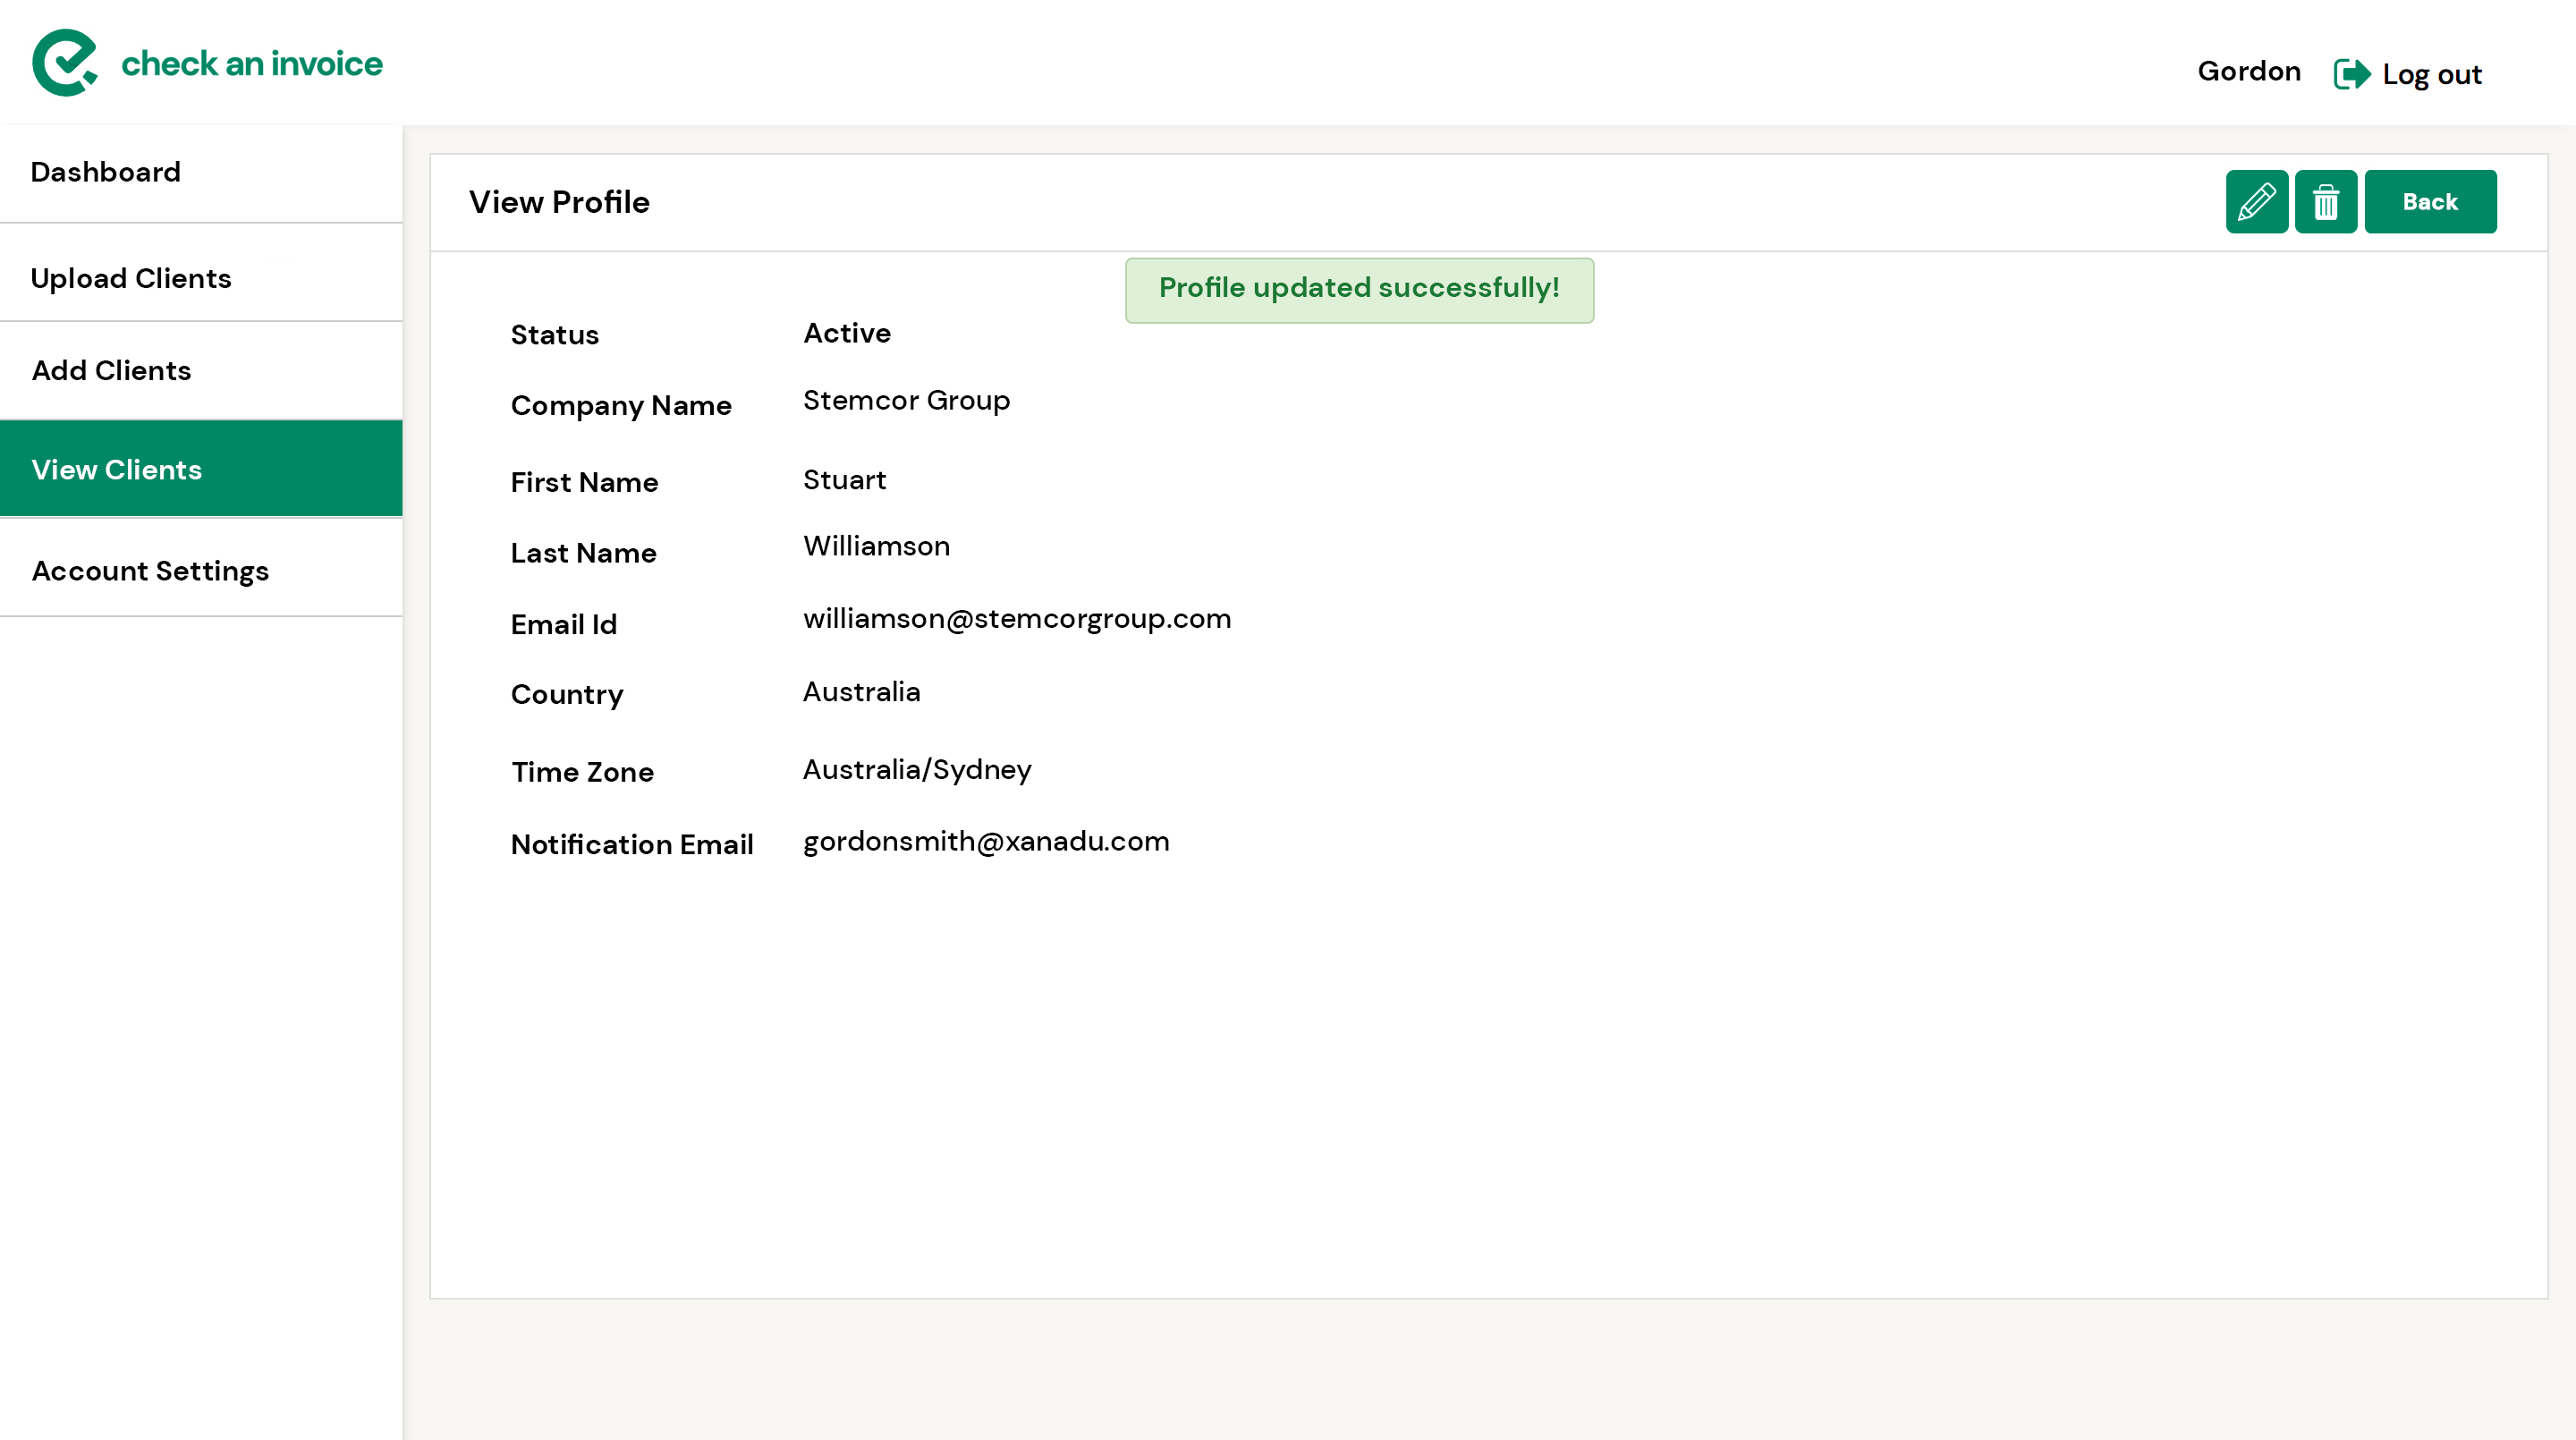 check an invoice
Gordon
Log out
Dashboard
Upload Clients
Add Clients
View Clients
Account Settings
View Profile
Back
Profile updated successfully!
Status Active
Company Name Stemcor Group
First Name Stuart
Last Name Williamson
Email Id williamson@stemcorgroup.com
Country Australia
Time Zone Australia/Sydney
Notification Email gordonsmith@xanadu.com